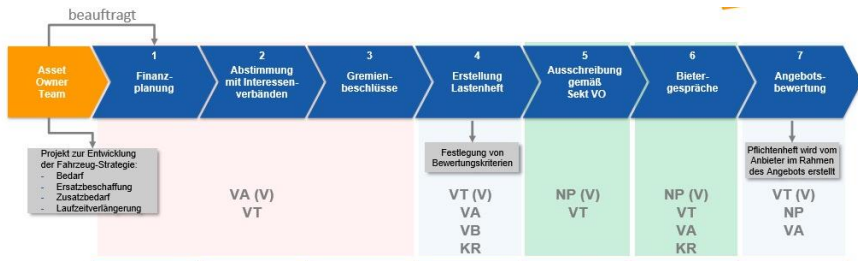 beauftragt
Asset
Owner
Team
1
Finanz-
planung
2
Abstimmung
mit Interessen-
verbänden
3
Gremien-
beschlüsse
4
Erstellung
Lastenheft
5
Ausschreibung
gemäß
Sekt VO
6
Bieter-
gespräche
7
Angebots-
bewertung
Projekt zur Entwicklung
der Fahrzeug-Strategie:
- Bedarf
- Ersatzbeschaffung
- Zusatzbedarf
- Laufzeitverlängerung
Festlegung von
Bewertungskriterien
Pflichtenheft wird vom
Anbieter im Rahmen
des Angebots erstellt
VA (V)
VT
VT (V)
VA
VB
KR
NP (V)
VT
NP (V)
VT
VA
KR
VT (V)
NP
VA